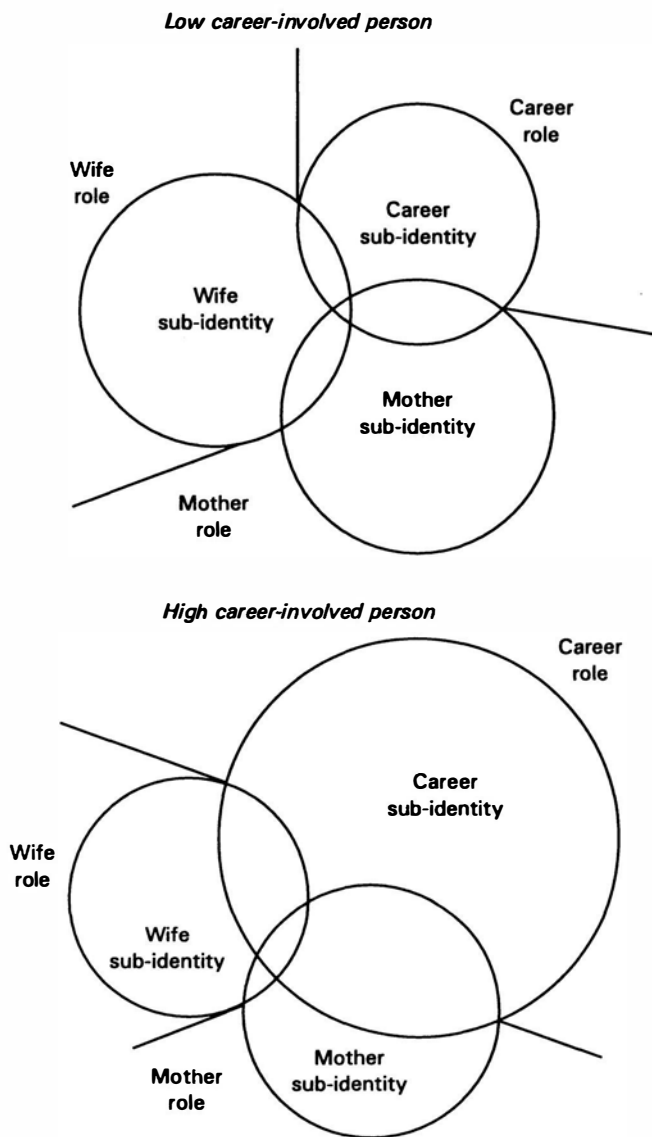 Low career-involved person
Career
role
Wife
role
Career
sub-identity
Wife
sub-identity
Mother
sub-identity
Mother
role
High career-involved person
Career
role
Career
sub-identity
Wife
role
Wife
sub-identity
Mother
sub-identity
Mother
role